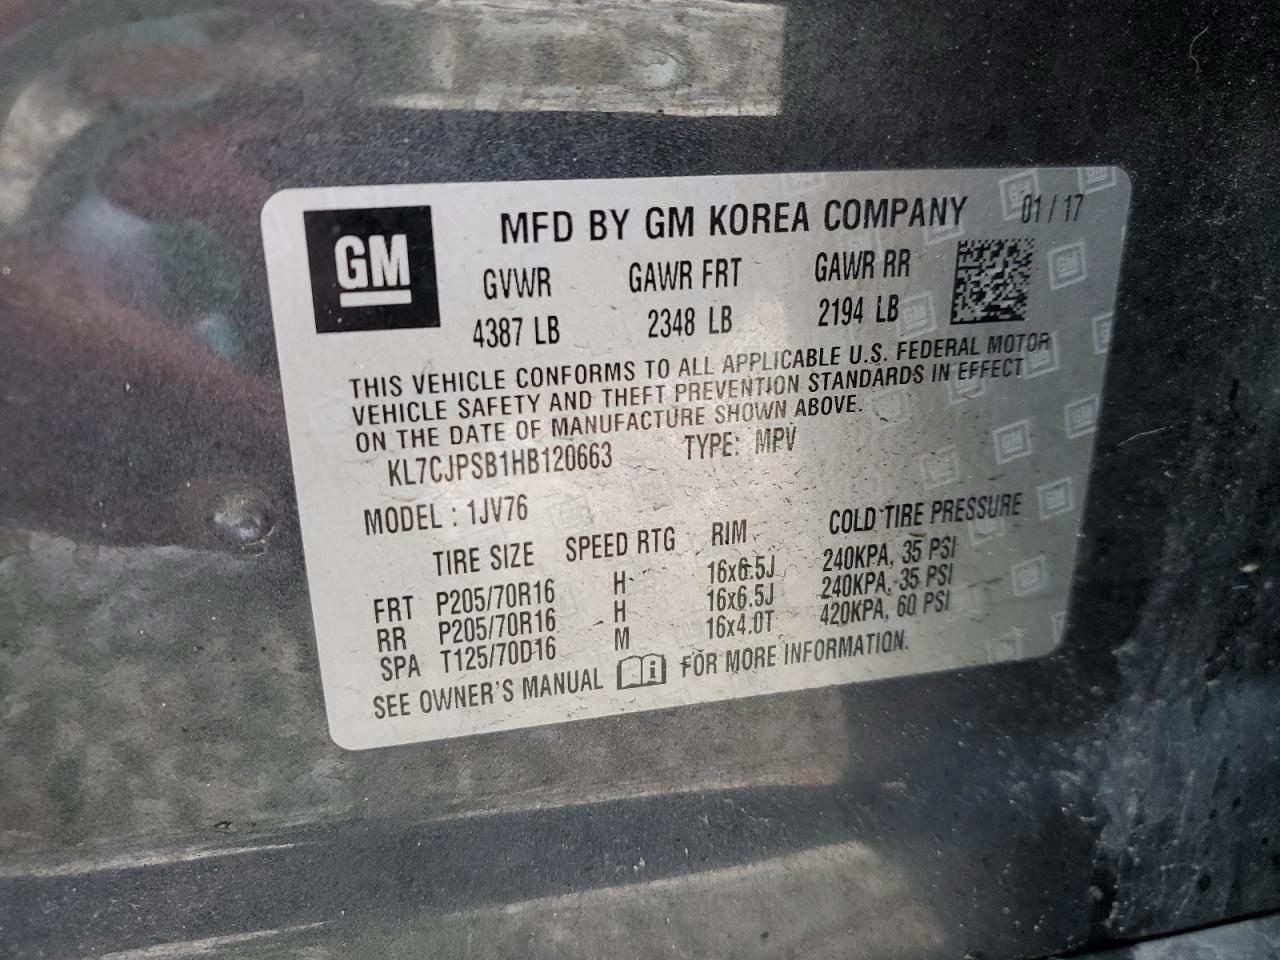 GM
MFD BY GM KOREA COMPANY 01/17
GVWR GAWR FRT GAWR RR
4387 LB 2348 LB 2194 LB
THIS VEHICLE CONFORMS TO ALL APPLICABLE U.S. FEDERAL MOTOR
VEHICLE SAFETY AND THEFT PREVENTION STANDARDS IN EFFECT
ON THE DATE OF MANUFACTURE SHOWN ABOVE.
KL7CJPSB1HB120663 TYPE: MPV
MODEL : 1JV76
TIRE SIZE SPEED RTG RIM COLD TIRE PRESSURE
FRT P205/70R16 H 16x6.5J 240KPA, 35 PSI
RR P205/70R16 H 16x6.5J 240KPA, 35 PSI
SPA T125/70D16 M 16x4.0T 420KPA, 60 PSI
SEE OWNER'S MANUAL FOR MORE INFORMATION.